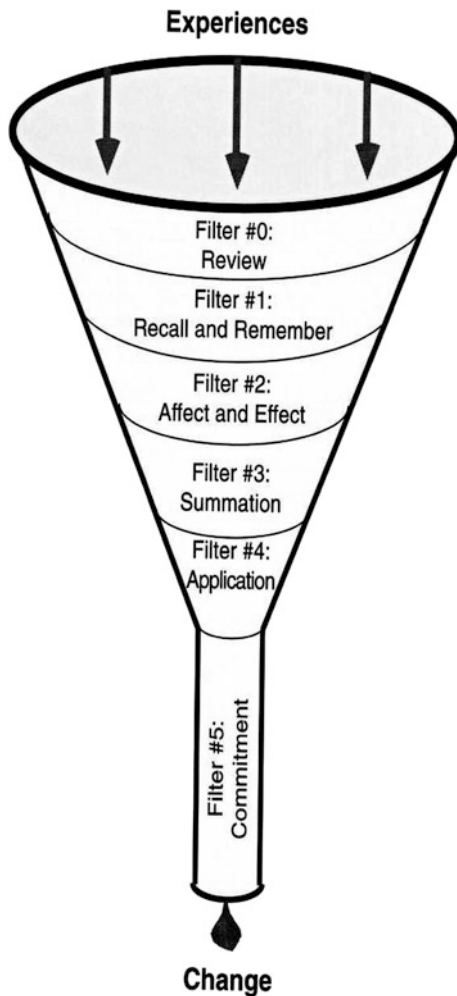 Experiences
Filter #0:
Review
Filter #1:
Recall and Remember
Filter #2:
Affect and Effect
Filter #3:
Summation
Filter #4:
Application
Filter #5:
Commitment
Change